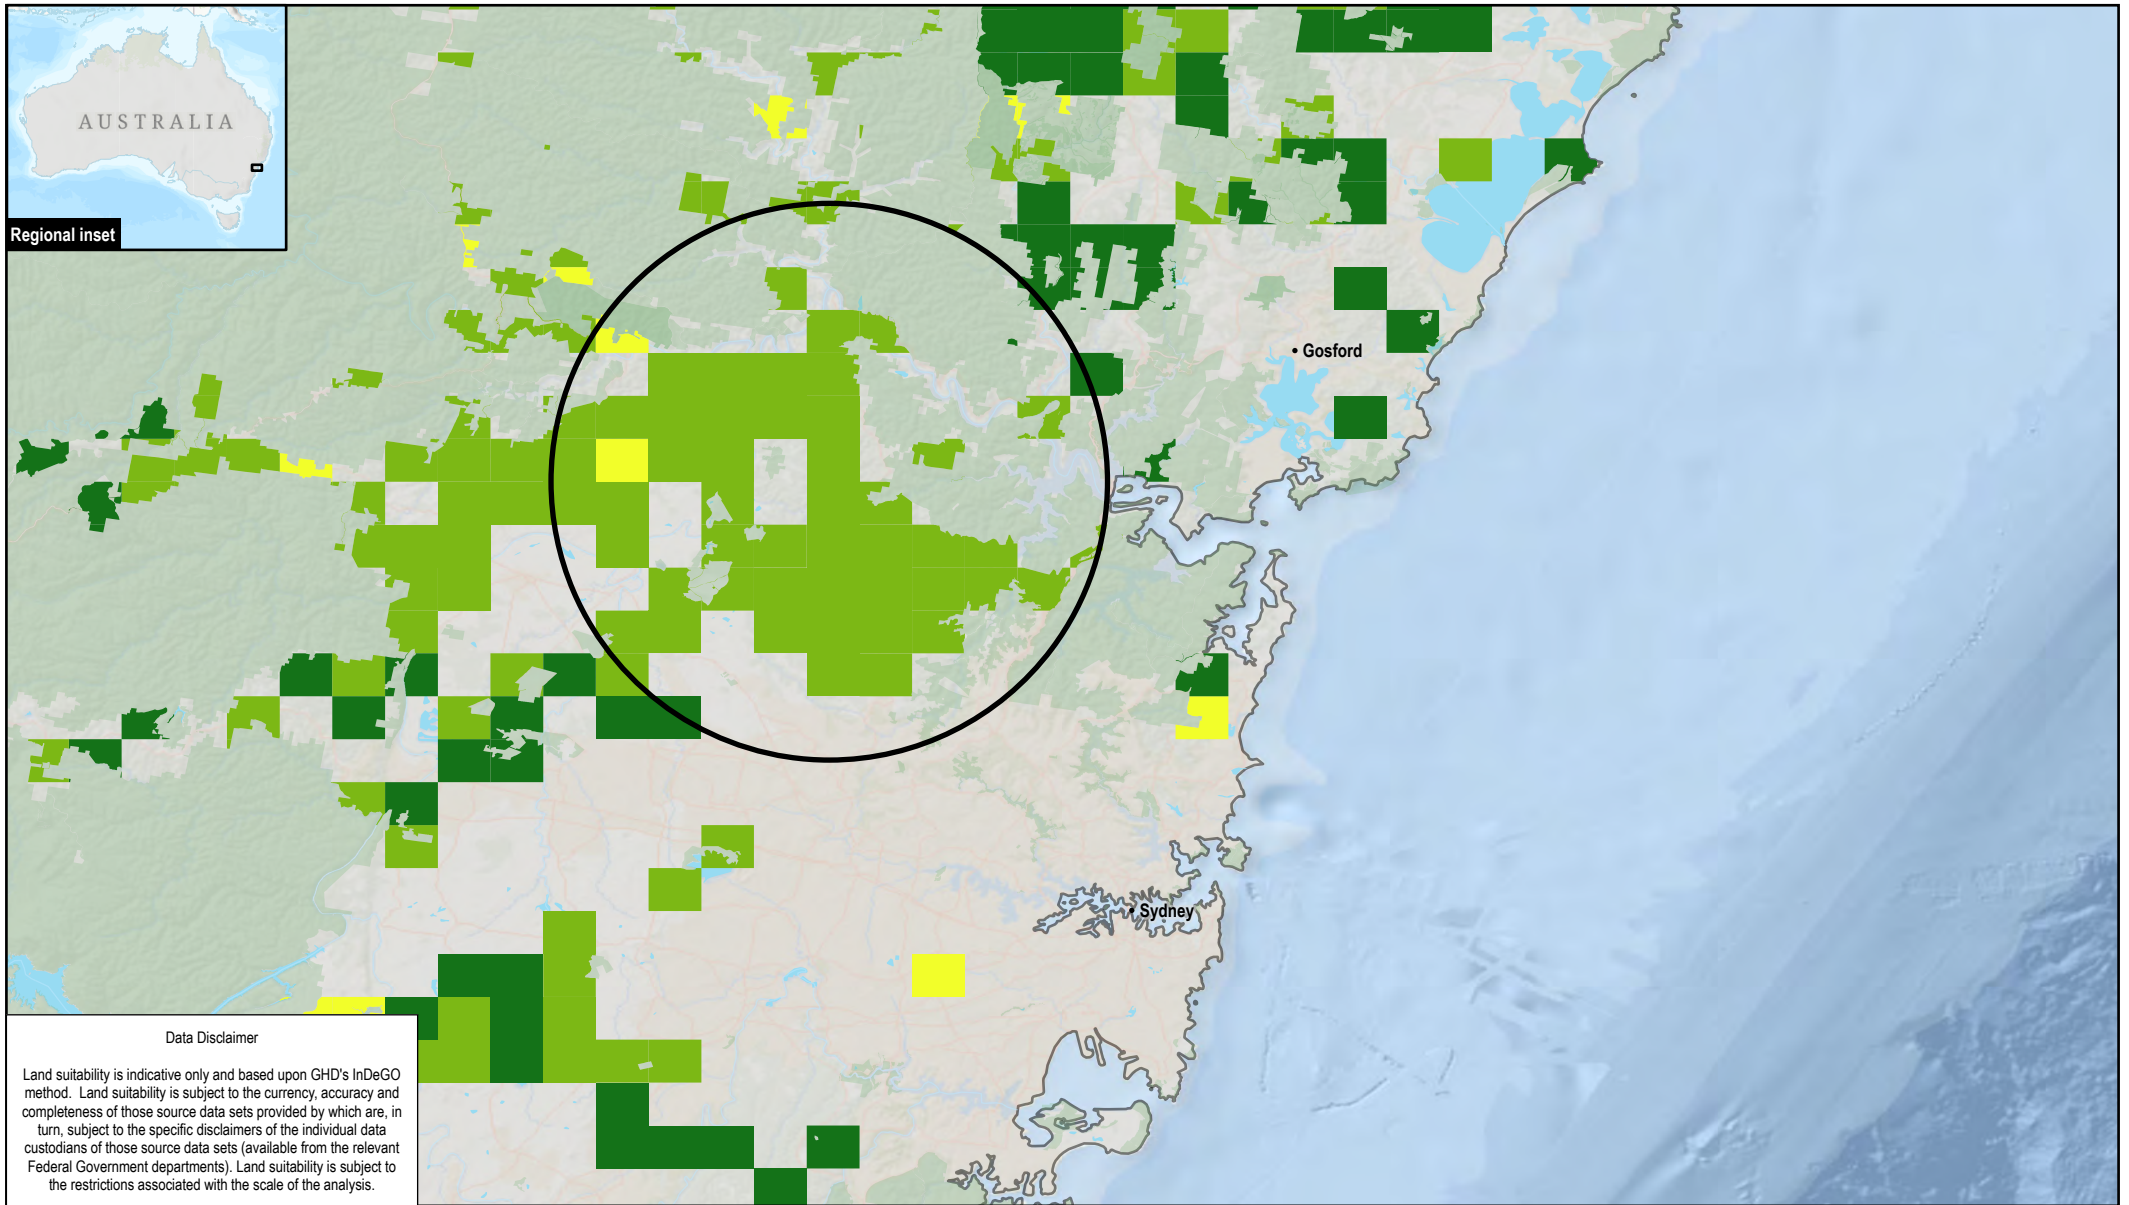 AUSTRALIA
Regional inset
• Gosford
• Sydney
Data Disclaimer
Land suitability is indicative only and based upon GHD's InDeGO
method. Land suitability is subject to the currency, accuracy and
completeness of those source data sets provided by which are, in
turn, subject to the specific disclaimers of the individual data
custodians of those source data sets (available from the relevant
Federal Government departments). Land suitability is subject to
the restrictions associated with the scale of the analysis.